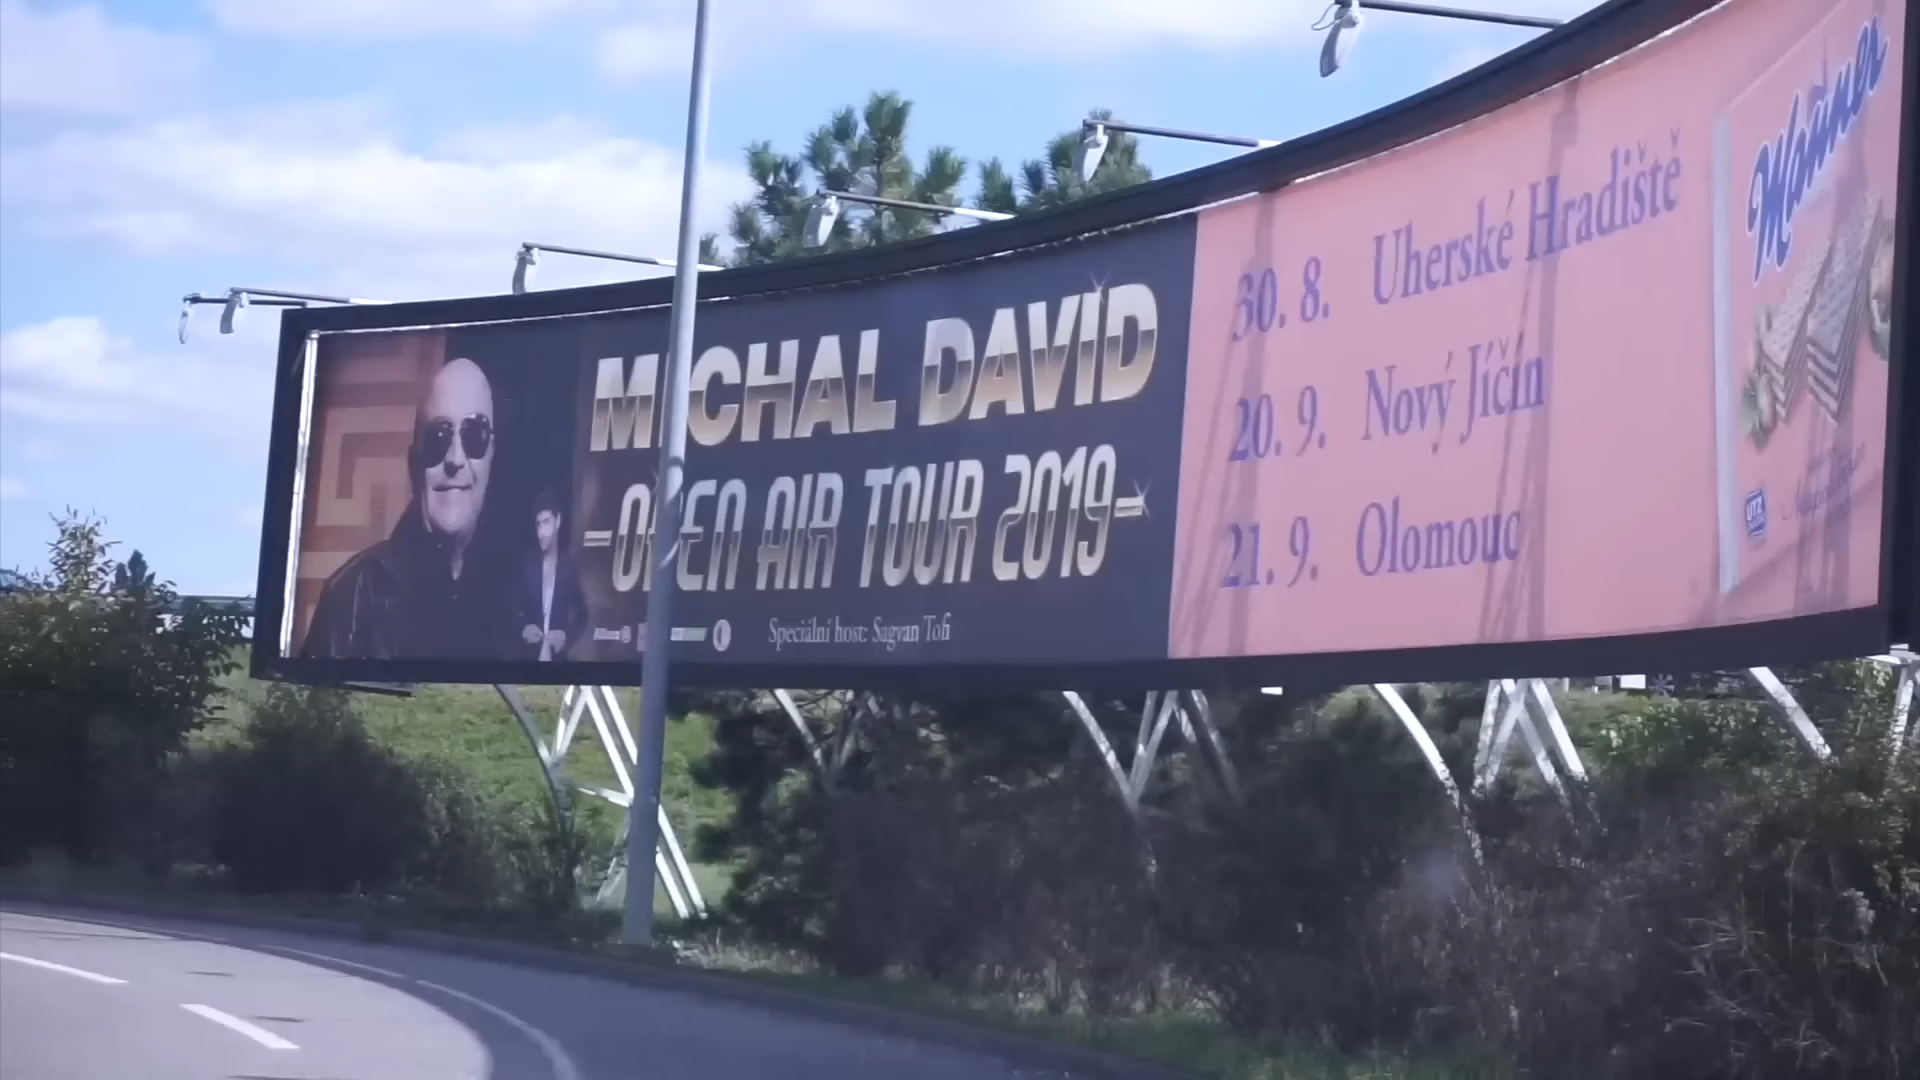 MICHAL DAVID
-OPEN AIR TOUR 2019-
Speciální host: Sagvan Tofi
30. 8. Uherské Hradiště
20. 9. Nový Jičín
21. 9. Olomouc
Manner
UTZ